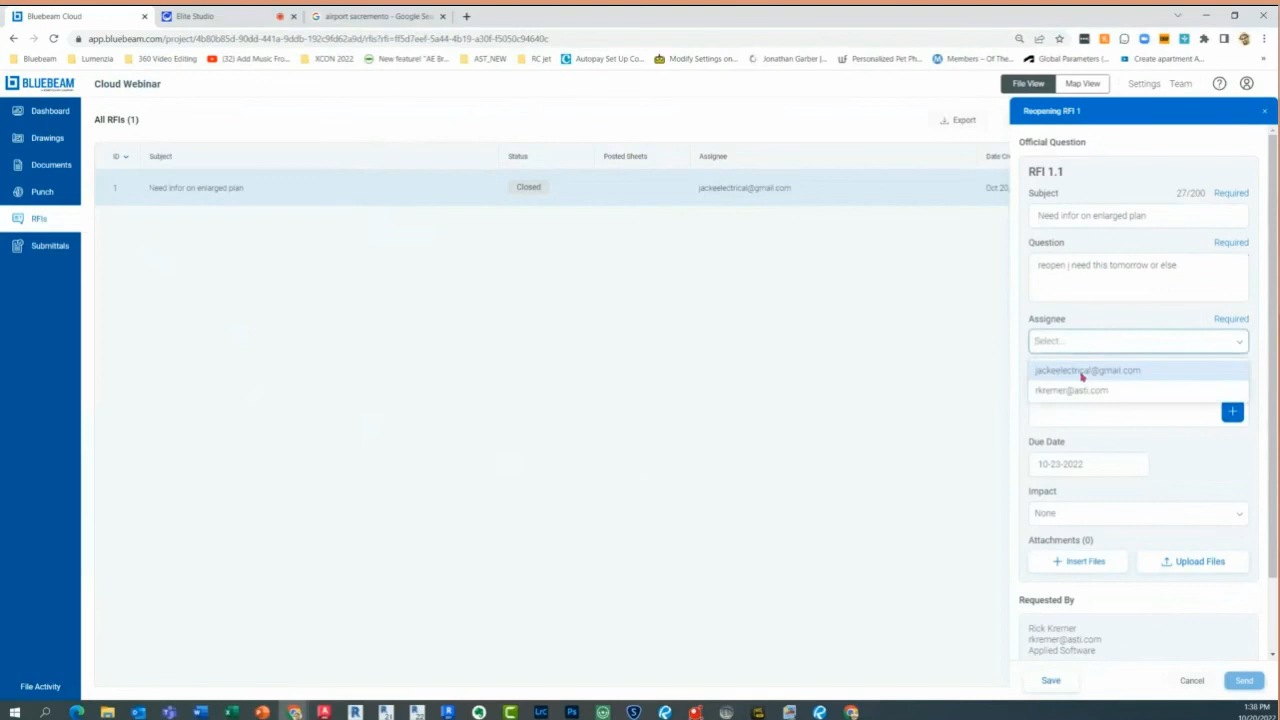 Bluebeam Cloud
Elite Studio
airport sacremento - Google Sea
app.bluebeam.com/project/4b80b85d-90dd-441a-9ddb-192c9fd62a9d/rfis?rfi=ff5d7eef-5a44-4b19-a30f-f5050c94640c
Bluebeam
Lumenzia
360 Video Editing
(32) Add Music Fro...
XCON 2022
New feature! "AE Br...
AST_NEW
RC jet
Autopay Set Up Co...
Modify Settings on...
Jonathan Garber |...
Personalized Pet Ph...
Members – Of The...
Global Parameters (...
Create apartment A...
BLUEBEAM
Cloud Webinar
File View
Map View
Settings
Team
Dashboard
Drawings
Documents
Punch
RFIs
Submittals
File Activity
All RFIs (1)
Export
ID
Subject
Status
Posted Sheets
Assignee
1
Need infor on enlarged plan
Closed
jackeelectrical@gmail.com
Oct 20,
Reopening RFI 1
Official Question
RFI 1.1
Subject
27/200
Required
Need infor on enlarged plan
Question
Required
reopen j need this tomorrow or else
Assignee
Required
Select...
jackeelectrical@gmail.com
rkremer@asti.com
Due Date
10-23-2022
Impact
None
Attachments (0)
Insert Files
Upload Files
Requested By
Rick Kremer
rkremer@asti.com
Applied Software
Save
Cancel
Send
1:38 PM